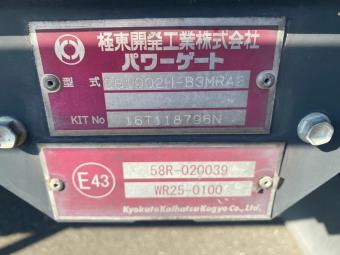 極東開発工業株式会社
パワーゲート
型式
KIT No 16T118796N
E43
58R-020039
WR25-0100
Kyokuto Kaihatsu Kogyo Co., Ltd.